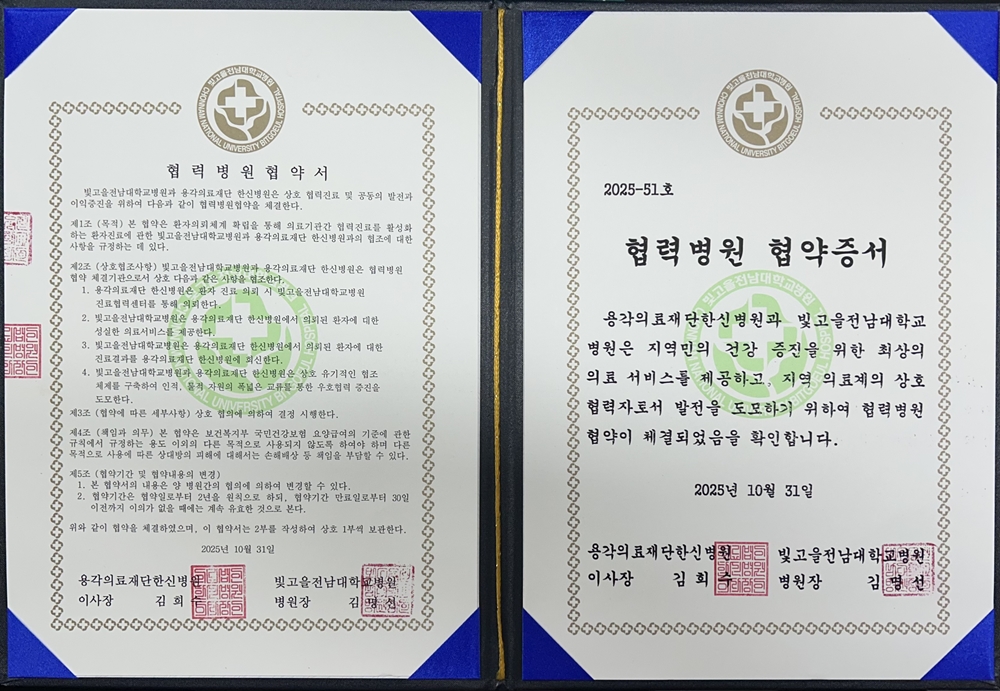 빛고을전남대학교병원
CHONNAM NATIONAL UNIVERSITY BITGOEUL HOSPITAL
협력병원협약서
빛고을전남대학교병원과 용각의료재단 한신병원은 상호 협력진료 및 공동의 발전과
이익증진을 위하여 다음과 같이 협력병원협약을 체결한다.
제1조 (목적) 본 협약은 환자의뢰체계 확립을 통해 의료기관간 협력진료를 활성화
하는 환자진료에 관한 빛고을전남대학교병원과 용각의료재단 한신병원과의 협조에 대한
사항을 규정하는 데 있다.
제2조 (상호협조사항) 빛고을전남대학교병원과 용각의료재단 한신병원은 협력병원
협약 체결기관으로서 상호 다음과 같은 사항을 협조한다.
1. 용각의료재단 한신병원은 환자 진료 의뢰 시 빛고을전남대학교병원
진료협력센터를 통해 의뢰한다.
2. 빛고을전남대학교병원은 용각의료재단 한신병원에서 의뢰된 환자에 대한
성실한 의료서비스를 제공한다.
3. 빛고을전남대학교병원은 용각의료재단 한신병원에서 의뢰된 환자에 대한
진료결과를 용각의료재단 한신병원에 회신한다.
4. 빛고을전남대학교병원과 용각의료재단 한신병원은 상호 유기적인 협조
체계를 구축하여 인적, 물적 자원의 폭넓은 교류를 통한 우호협력 증진을
도모한다.
제3조 (협약에 따른 세부사항) 상호 협의에 의하여 결정 시행한다.
제4조 (책임과 의무) 본 협약은 보건복지부 국민건강보험 요양급여의 기준에 관한
규칙에서 규정하는 용도 이외의 다른 목적으로 사용되지 않도록 하여야 하며 다른
목적으로 사용에 따른 상대방의 피해에 대해서는 손해배상 등 책임을 부담할 수 있다.
제5조 (협약기간 및 협약내용의 변경)
1. 본 협약서의 내용은 양 병원간의 협의에 의하여 변경할 수 있다.
2. 협약기간은 협약일로부터 2년을 원칙으로 하되, 협약기간 만료일로부터 30일
이전까지 이의가 없을 때에는 계속 유효한 것으로 본다.
위와 같이 협약을 체결하였으며, 이 협약서는 2부를 작성하여 상호 1부씩 보관한다.
2025년 10월 31일
용각의료재단한신병원 빛고을전남대학교병원
이사장 김희수 병원장 김명선
빛고을전남대학교병원
CHONNAM NATIONAL UNIVERSITY BITGOEUL HOSPITAL
2025-51호
협력병원 협약증서
용각의료재단한신병원과 빛고을전남대학교
병원은 지역민의 건강 증진을 위한 최상의
의료 서비스를 제공하고, 지역 의료계의 상호
협력자로서 발전을 도모하기 위하여 협력병원
협약이 체결되었음을 확인합니다.
2025년 10월 31일
용각의료재단한신병원 빛고을전남대학교병원
이사장 김희수 병원장 김명선